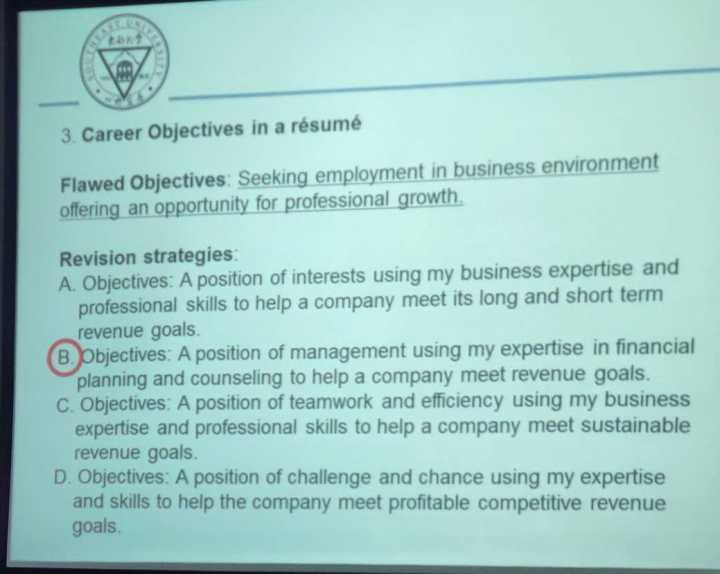 SOUTHEAST UNIVERSITY
3. Career Objectives in a résumé
Flawed Objectives: Seeking employment in business environment
offering an opportunity for professional growth.
Revision strategies:
A. Objectives: A position of interests using my business expertise and
professional skills to help a company meet its long and short term
revenue goals.
B. Objectives: A position of management using my expertise in financial
planning and counseling to help a company meet revenue goals.
C. Objectives: A position of teamwork and efficiency using my business
expertise and professional skills to help a company meet sustainable
revenue goals.
D. Objectives: A position of challenge and chance using my expertise
and skills to help the company meet profitable competitive revenue
goals.